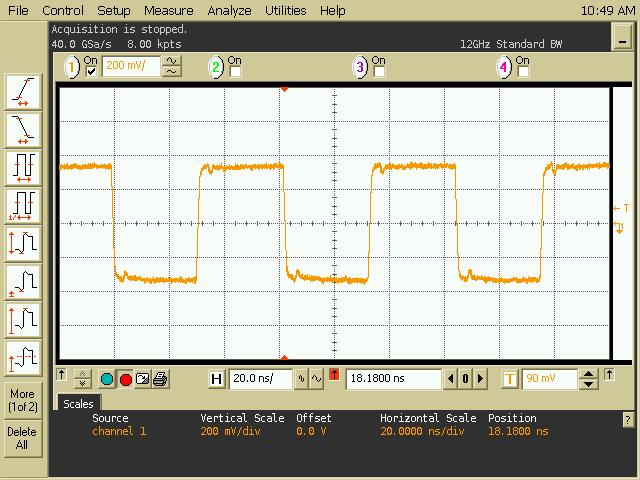 File Control Setup Measure Analyze Utilities Help 10:49 AM
Acquisition is stopped.
40.0 GSa/s 8.00 kpts 12GHz Standard BW
1 On 200 mV/ 2 On 3 On 4 On
T
H 20.0 ns/ 18.1800 ns 0 T 90 mV
More
(1of 2)
Delete
All
Scales
?
Source Vertical Scale Offset Horizontal Scale Position
channel 1 200 mV/div 0.0 V 20.0000 ns/div 18.1800 ns